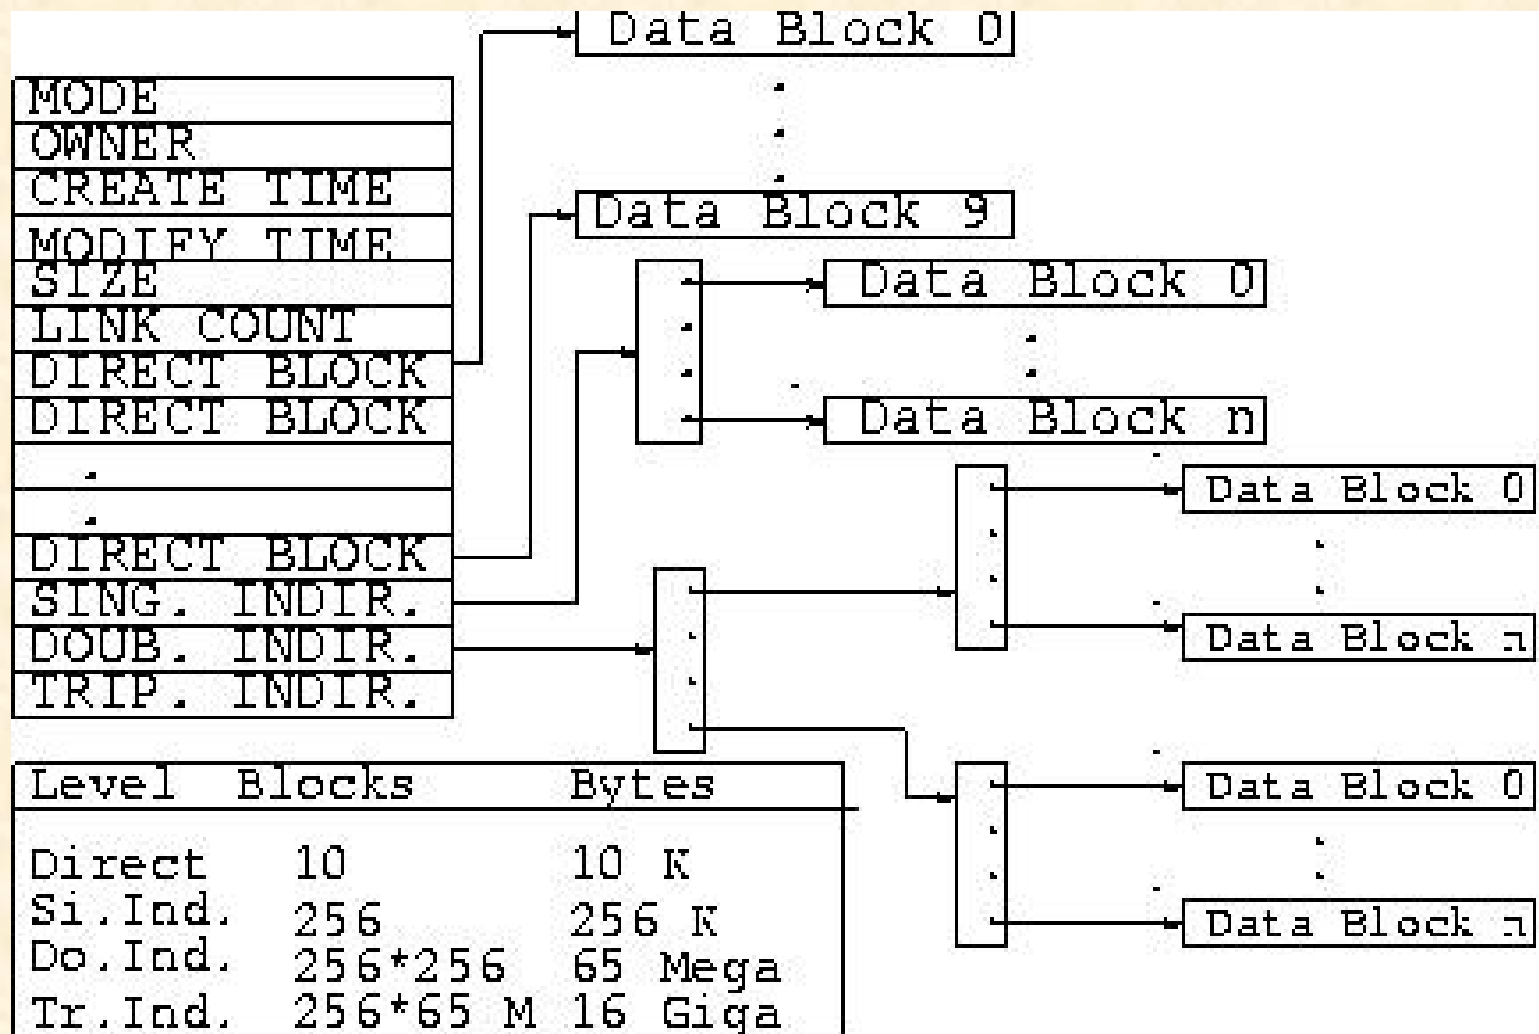 Data Block 0
MODE
OWNER
CREATE TIME
Data Block 9
MODIFY TIME
SIZE
Data Block 0
LINK COUNT
DIRECT BLOCK
DIRECT BLOCK
Data Block n
Data Block 0
DIRECT BLOCK
SING. INDIR.
DOUB. INDIR.
Data Block n
TRIP. INDIR.
Level Blocks Bytes
Data Block 0
Direct 10 10 K
Si.Ind. 256 256 K
Data Block n
Do.Ind. 256*256 65 Mega
Tr.Ind. 256*65 M 16 Giga